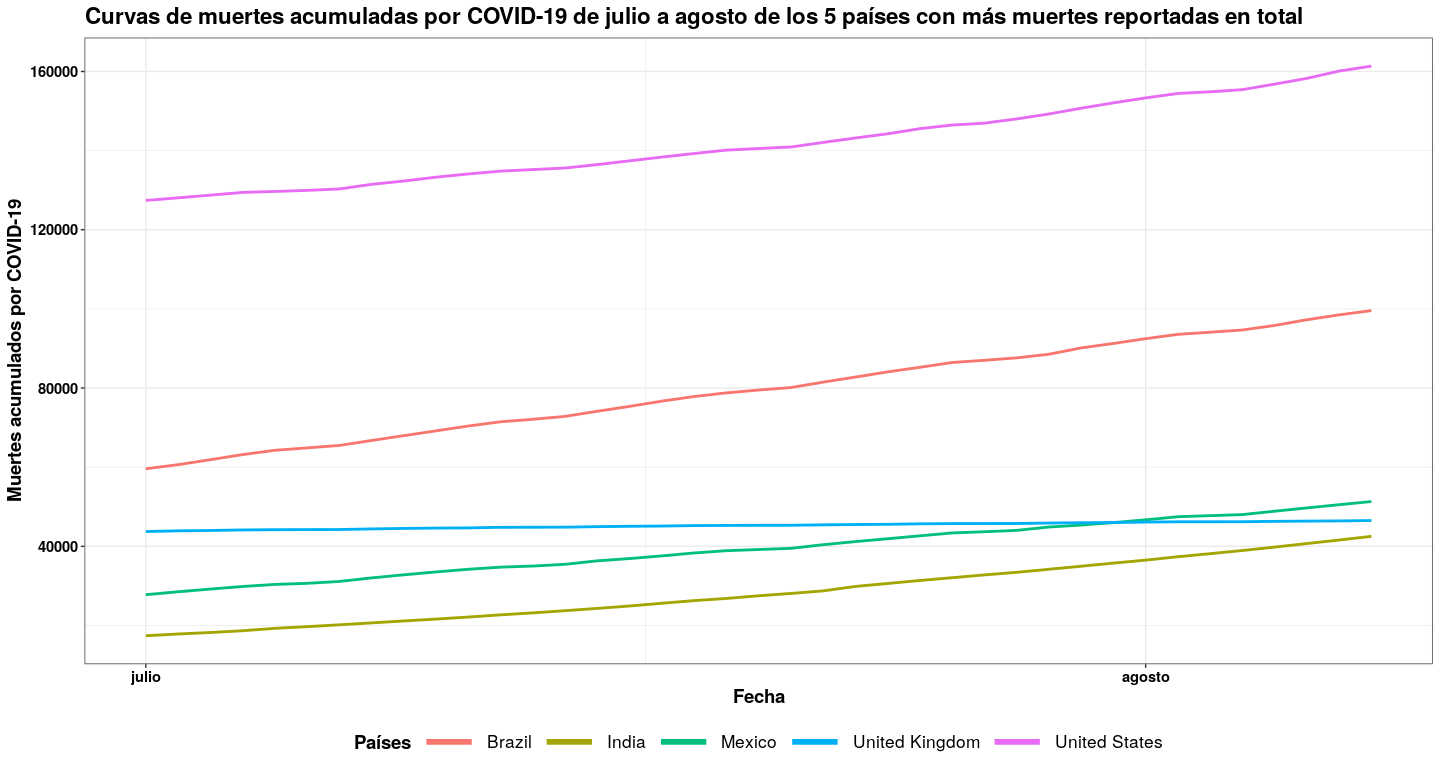 Curvas de muertes acumuladas por COVID-19 de julio a agosto de los 5 países con más muertes reportadas en total
Muertes acumulados por COVID-19
160000
120000
80000
40000
julio
agosto
Fecha
Países
Brazil
India
Mexico
United Kingdom
United States